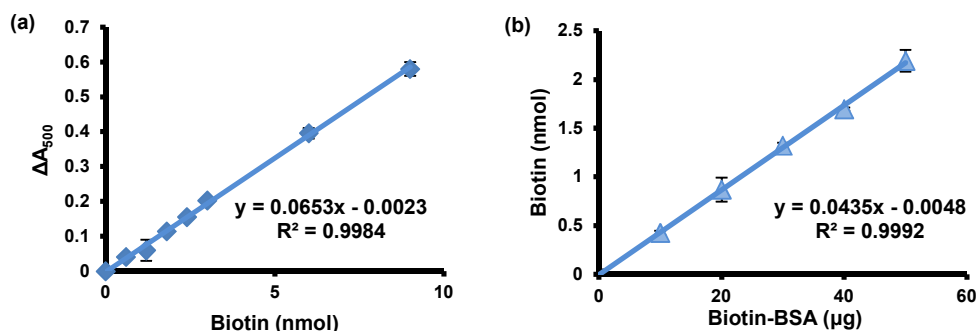 (a)
ΔA500
0.7
0.6
0.5
0.4
0.3
0.2
0.1
0
y = 0.0653x - 0.0023
R² = 0.9984
0 5 10
Biotin (nmol)
(b)
Biotin (nmol)
2.5
2
1.5
1
0.5
0
y = 0.0435x - 0.0048
R² = 0.9992
0 20 40 60
Biotin-BSA (µg)